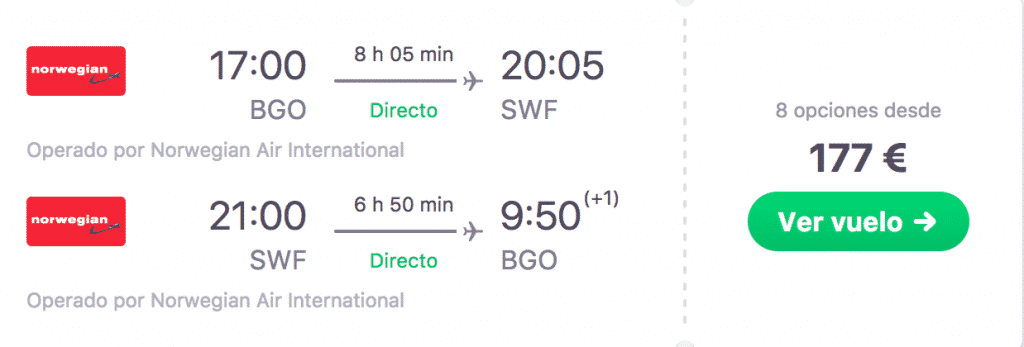 norwegian
17:00 8 h 05 min 20:05
BGO Directo SWF
Operado por Norwegian Air International
norwegian
21:00 6 h 50 min 9:50 (+1)
SWF Directo BGO
Operado por Norwegian Air International
8 opciones desde
177 €
Ver vuelo →